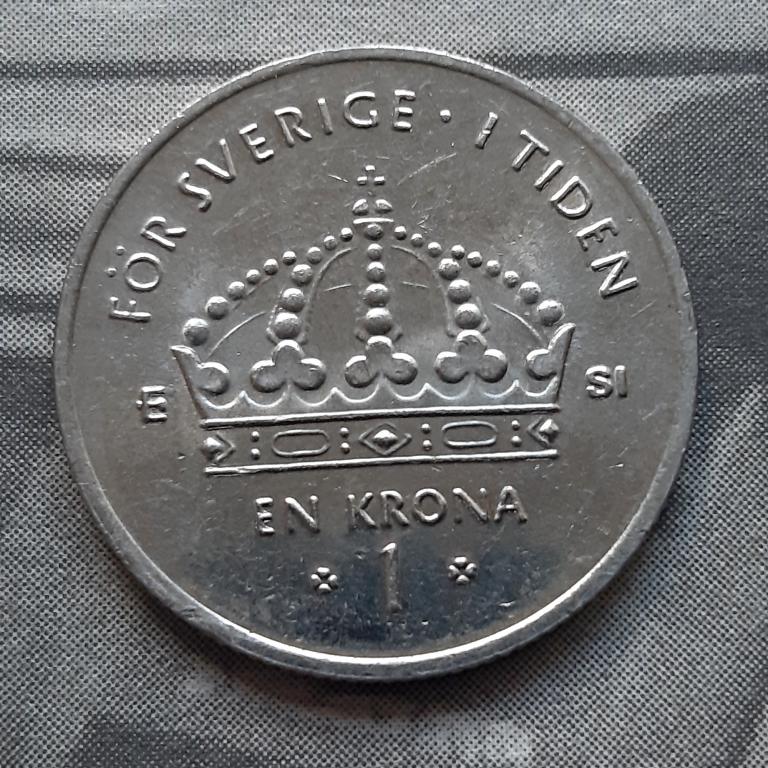 FÖR SVERIGE · I TIDEN
E SI
EN KRONA
1